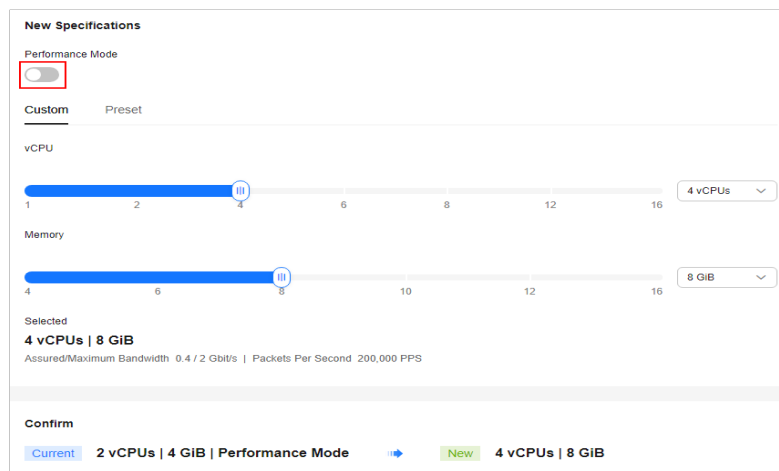 New Specifications
Performance Mode
Custom Preset
vCPU
4 vCPUs
1 2 4 6 8 12 16
Memory
8 GiB
4 6 8 10 12 16
Selected
4 vCPUs | 8 GiB
Assured/Maximum Bandwidth 0.4 / 2 Gbit/s | Packets Per Second 200,000 PPS
Confirm
Current 2 vCPUs | 4 GiB | Performance Mode New 4 vCPUs | 8 GiB